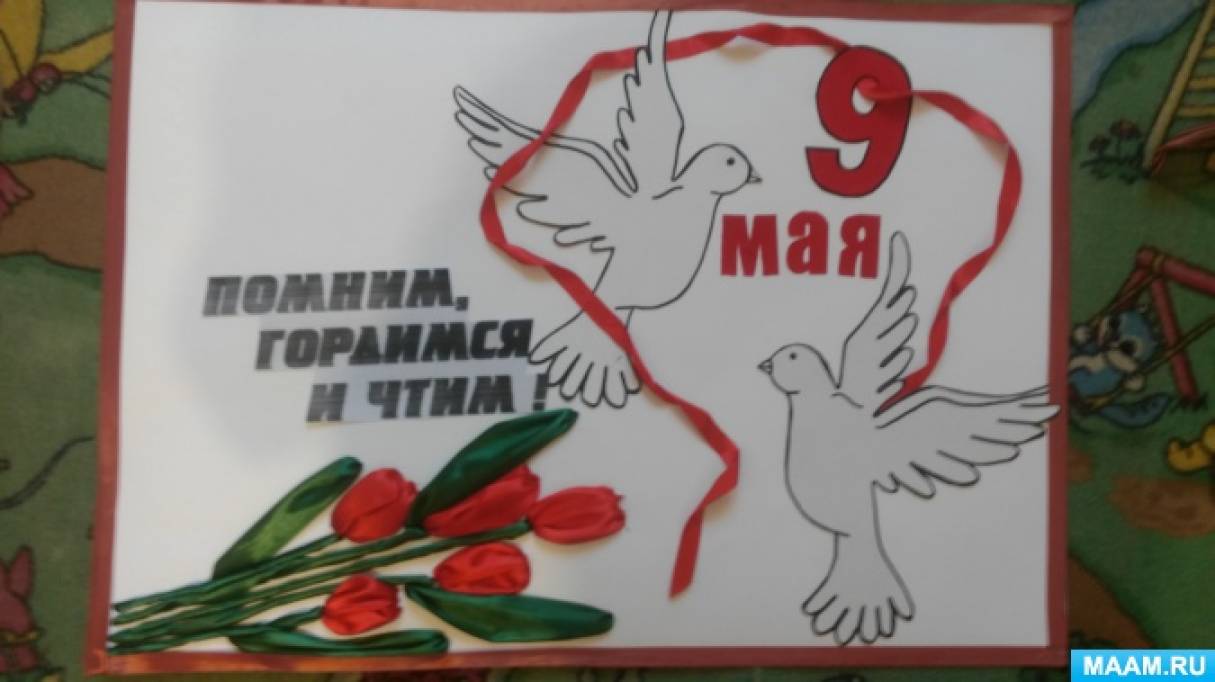 9
мая
ПОМНИМ,
ГОРДИМСЯ
И ЧТИМ !
MAAM.RU